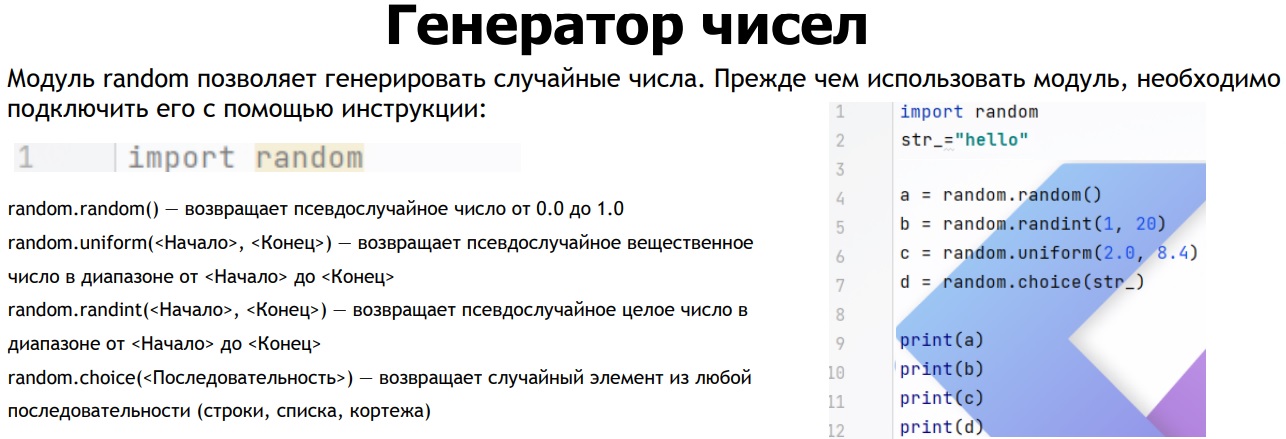 Генератор чисел
Модуль random позволяет генерировать случайные числа. Прежде чем использовать модуль, необходимо
подключить его с помощью инструкции:
1 import random
random.random() — возвращает псевдослучайное число от 0.0 до 1.0
random.uniform(<Начало>, <Конец>) — возвращает псевдослучайное вещественное
число в диапазоне от <Начало> до <Конец>
random.randint(<Начало>, <Конец>) — возвращает псевдослучайное целое число в
диапазоне от <Начало> до <Конец>
random.choice(<Последовательность>) — возвращает случайный элемент из любой
последовательности (строки, списка, кортежа)
1 import random
2 str_="hello"
3
4 a = random.random()
5 b = random.randint(1, 20)
6 c = random.uniform(2.0, 8.4)
7 d = random.choice(str_)
8
9 print(a)
10 print(b)
11 print(c)
12 print(d)